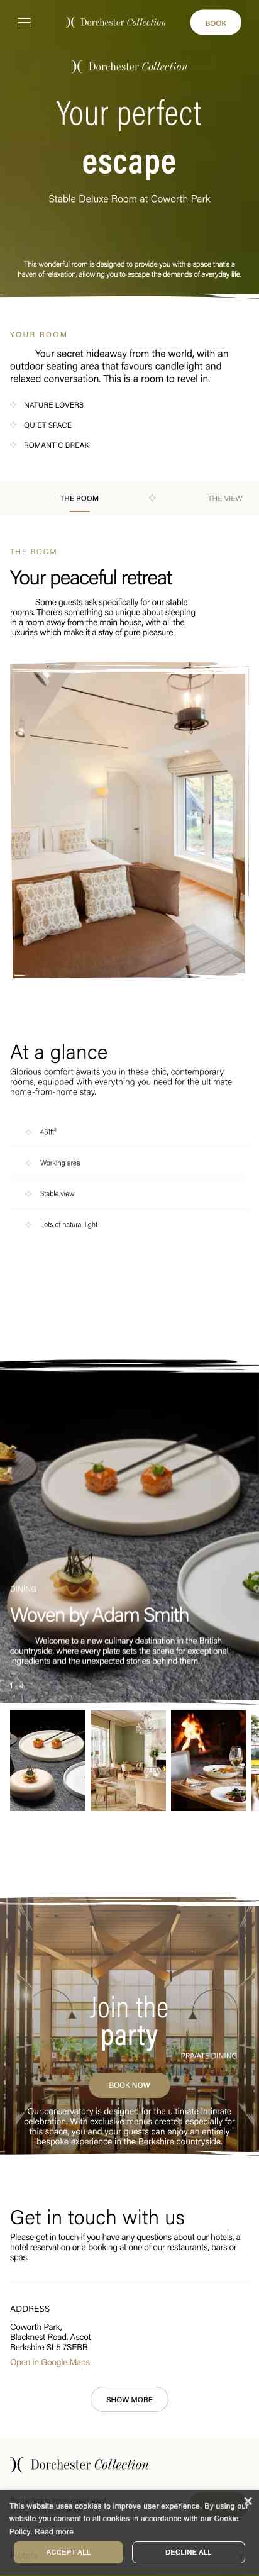 Dorchester Collection
BOOK
Dorchester Collection
Your perfect
escape
Stable Deluxe Room at Coworth Park
This wonderful room is designed to provide you with a space that's a
haven of relaxation, allowing you to escape the demands of everyday life.
YOUR ROOM
Your secret hideaway from the world, with an
outdoor seating area that favours candlelight and
relaxed conversation. This is a room to revel in.
NATURE LOVERS
QUIET SPACE
ROMANTIC BREAK
THE ROOM
THE VIEW
THE ROOM
Your peaceful retreat
Some guests ask specifically for our stable
rooms. There's something so unique about sleeping
in a room away from the main house, with all the
luxuries which make it a stay of pure pleasure.
At a glance
Glorious comfort awaits you in these chic, contemporary
rooms, equipped with everything you need for the ultimate
home-from-home stay.
431ft²
Working area
Stable view
Lots of natural light
DINING
Woven by Adam Smith
Welcome to a new culinary destination in the British
countryside, where every plate sets the scene for exceptional
ingredients and the unexpected stories behind them.
Join the
party
PRIVATE DINING
BOOK NOW
Our conservatory is designed for the ultimate intimate
celebration. With exclusive menus created especially for
this space, you and your guests can enjoy an entirely
bespoke experience in the Berkshire countryside.
Get in touch with us
Please get in touch if you have any questions about our hotels, a
hotel reservation or a booking at one of our restaurants, bars or
spas.
ADDRESS
Coworth Park,
Blacknest Road, Ascot
Berkshire SL5 7SEBB
Open in Google Maps
SHOW MORE
Dorchester Collection
This website uses cookies to improve user experience. By using our
website you consent to all cookies in accordance with our Cookie
Policy. Read more
ACCEPT ALL
DECLINE ALL